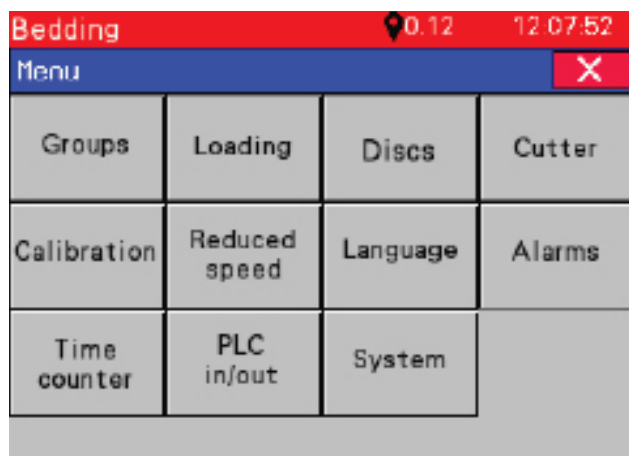 Bedding 0.12 12:07:52
Menu X
Groups Loading Discs Cutter
Calibration Reduced speed Language Alarms
Time counter PLC in/out System